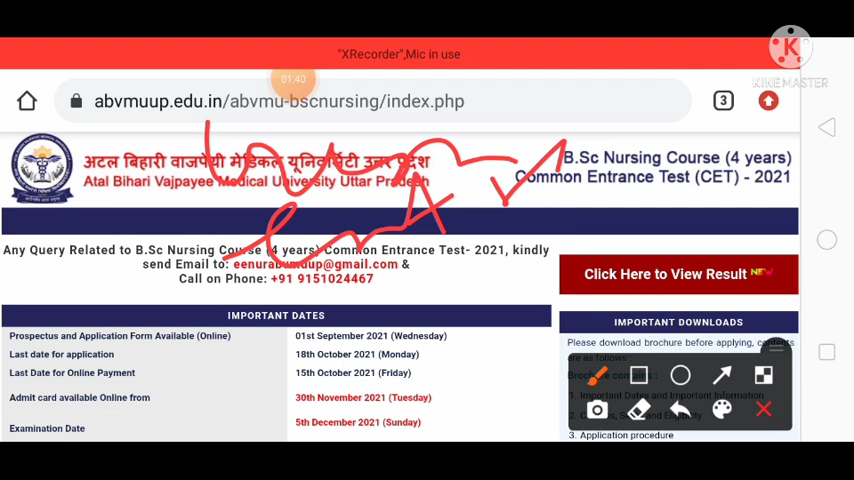 "XRecorder",Mic in use
K
KINEMASTER
01:40
abvmuup.edu.in/abvmu-bscnursing/index.php
3
अटल बिहारी वाजपेयी मेडिकल यूनिवर्सिटी उत्तर प्रदेश
Atal Bihari Vajpayee Medical University Uttar Pradesh
B.Sc Nursing Course (4 years)
Common Entrance Test (CET) - 2021
Any Query Related to B.Sc Nursing Course (4 years) Common Entrance Test- 2021, kindly
send Email to: eenurabvmuup@gmail.com &
Call on Phone: +91 9151024467
Click Here to View Result NEW
IMPORTANT DATES
Prospectus and Application Form Available (Online) 01st September 2021 (Wednesday)
Last date for application 18th October 2021 (Monday)
Last Date for Online Payment 15th October 2021 (Friday)
Admit card available Online from 30th November 2021 (Tuesday)
Examination Date 5th December 2021 (Sunday)
IMPORTANT DOWNLOADS
Please download brochure before applying, contents
are as follows :
Brochure contains :
1. Important Dates and Important Information
2. Courses, Seats and Eligibility
3. Application procedure